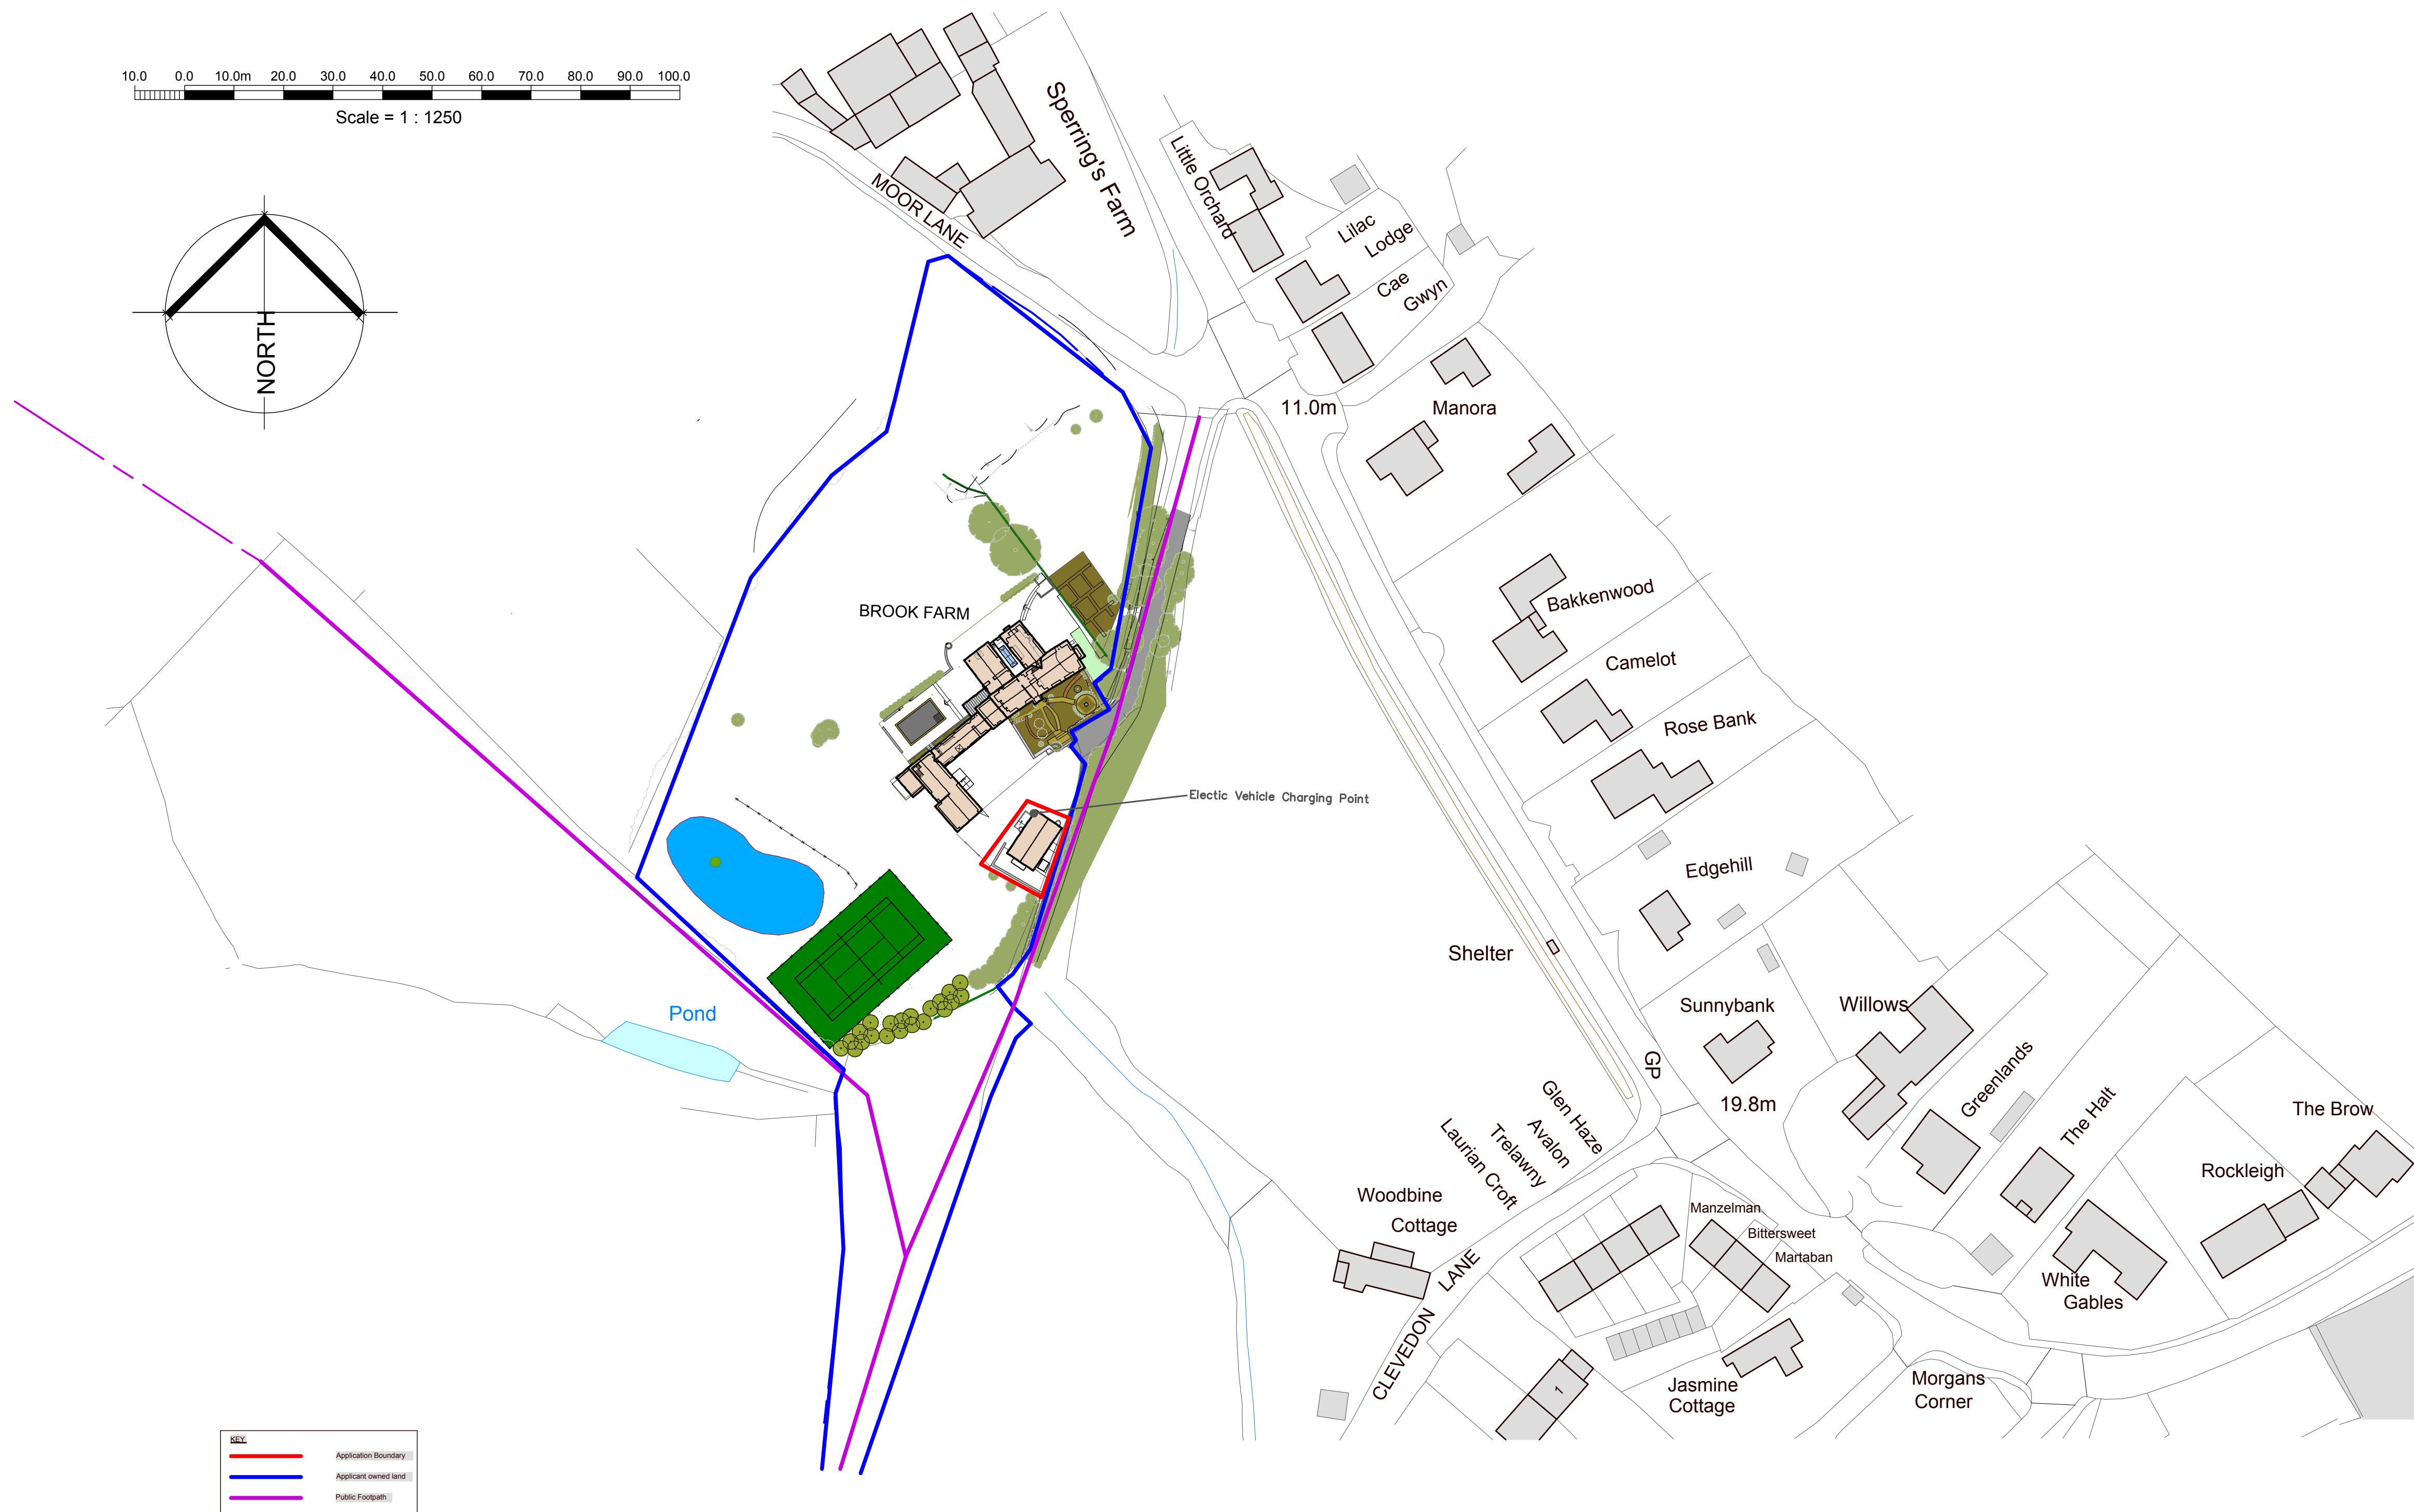 10.0 0.0 10.0m 20.0 30.0 40.0 50.0 60.0 70.0 80.0 90.0 100.0
Scale = 1 : 1250
NORTH
Sperring's Farm
MOOR LANE
Little Orchard
Lilac
Lodge
Cae
Gwyn
11.0m
Manora
BROOK FARM
Bakkenwood
Camelot
Rose Bank
Electic Vehicle Charging Point
Edgehill
Shelter
Sunnybank
Willows
Pond
GP
19.8m
Greenlands
The Halt
The Brow
Rockleigh
Glen Haze
Avalon
Trelawny
Laurian Croft
Woodbine
Cottage
Manzelman
Bittersweet
Martaban
White
Gables
CLEVEDON LANE
1
Jasmine
Cottage
Morgans
Corner
KEY
Application Boundary
Applicant owned land
Public Footpath